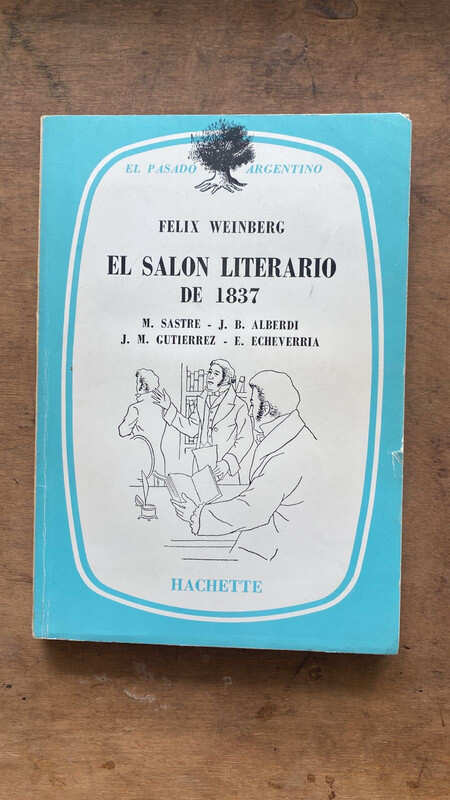 EL PASADO ARGENTINO
FELIX WEINBERG
EL SALON LITERARIO
DE 1837
M. SASTRE - J. B. ALBERDI
J. M. GUTIERREZ - E. ECHEVERRIA
HACHETTE